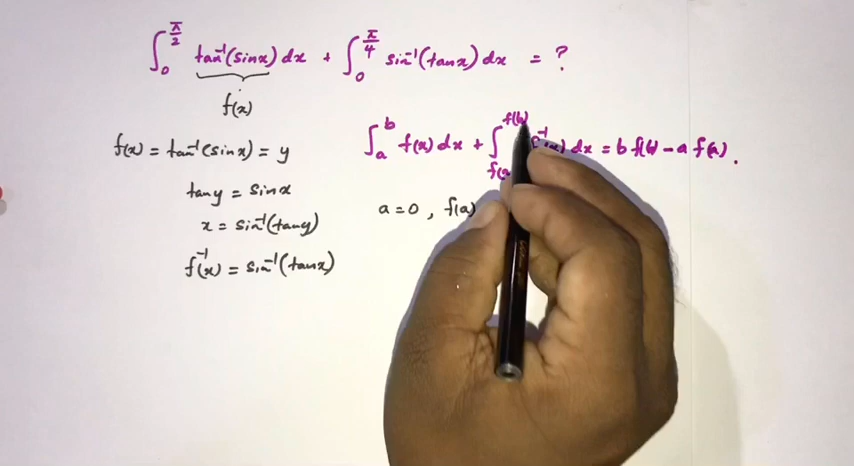 ∫₀^{π/2} tan⁻¹(sinx) dx + ∫₀^{π/4} sin⁻¹(tanx) dx = ?
f(x)
f(x) = tan⁻¹(sinx) = y
tany = sinx
x = sin⁻¹(tany)
f⁻¹(x) = sin⁻¹(tanx)
∫ₐᵇ f(x) dx + ∫_{f(a)}^{f(b)} f⁻¹(x) dx = b f(b) − a f(a).
a = 0 , f(a)